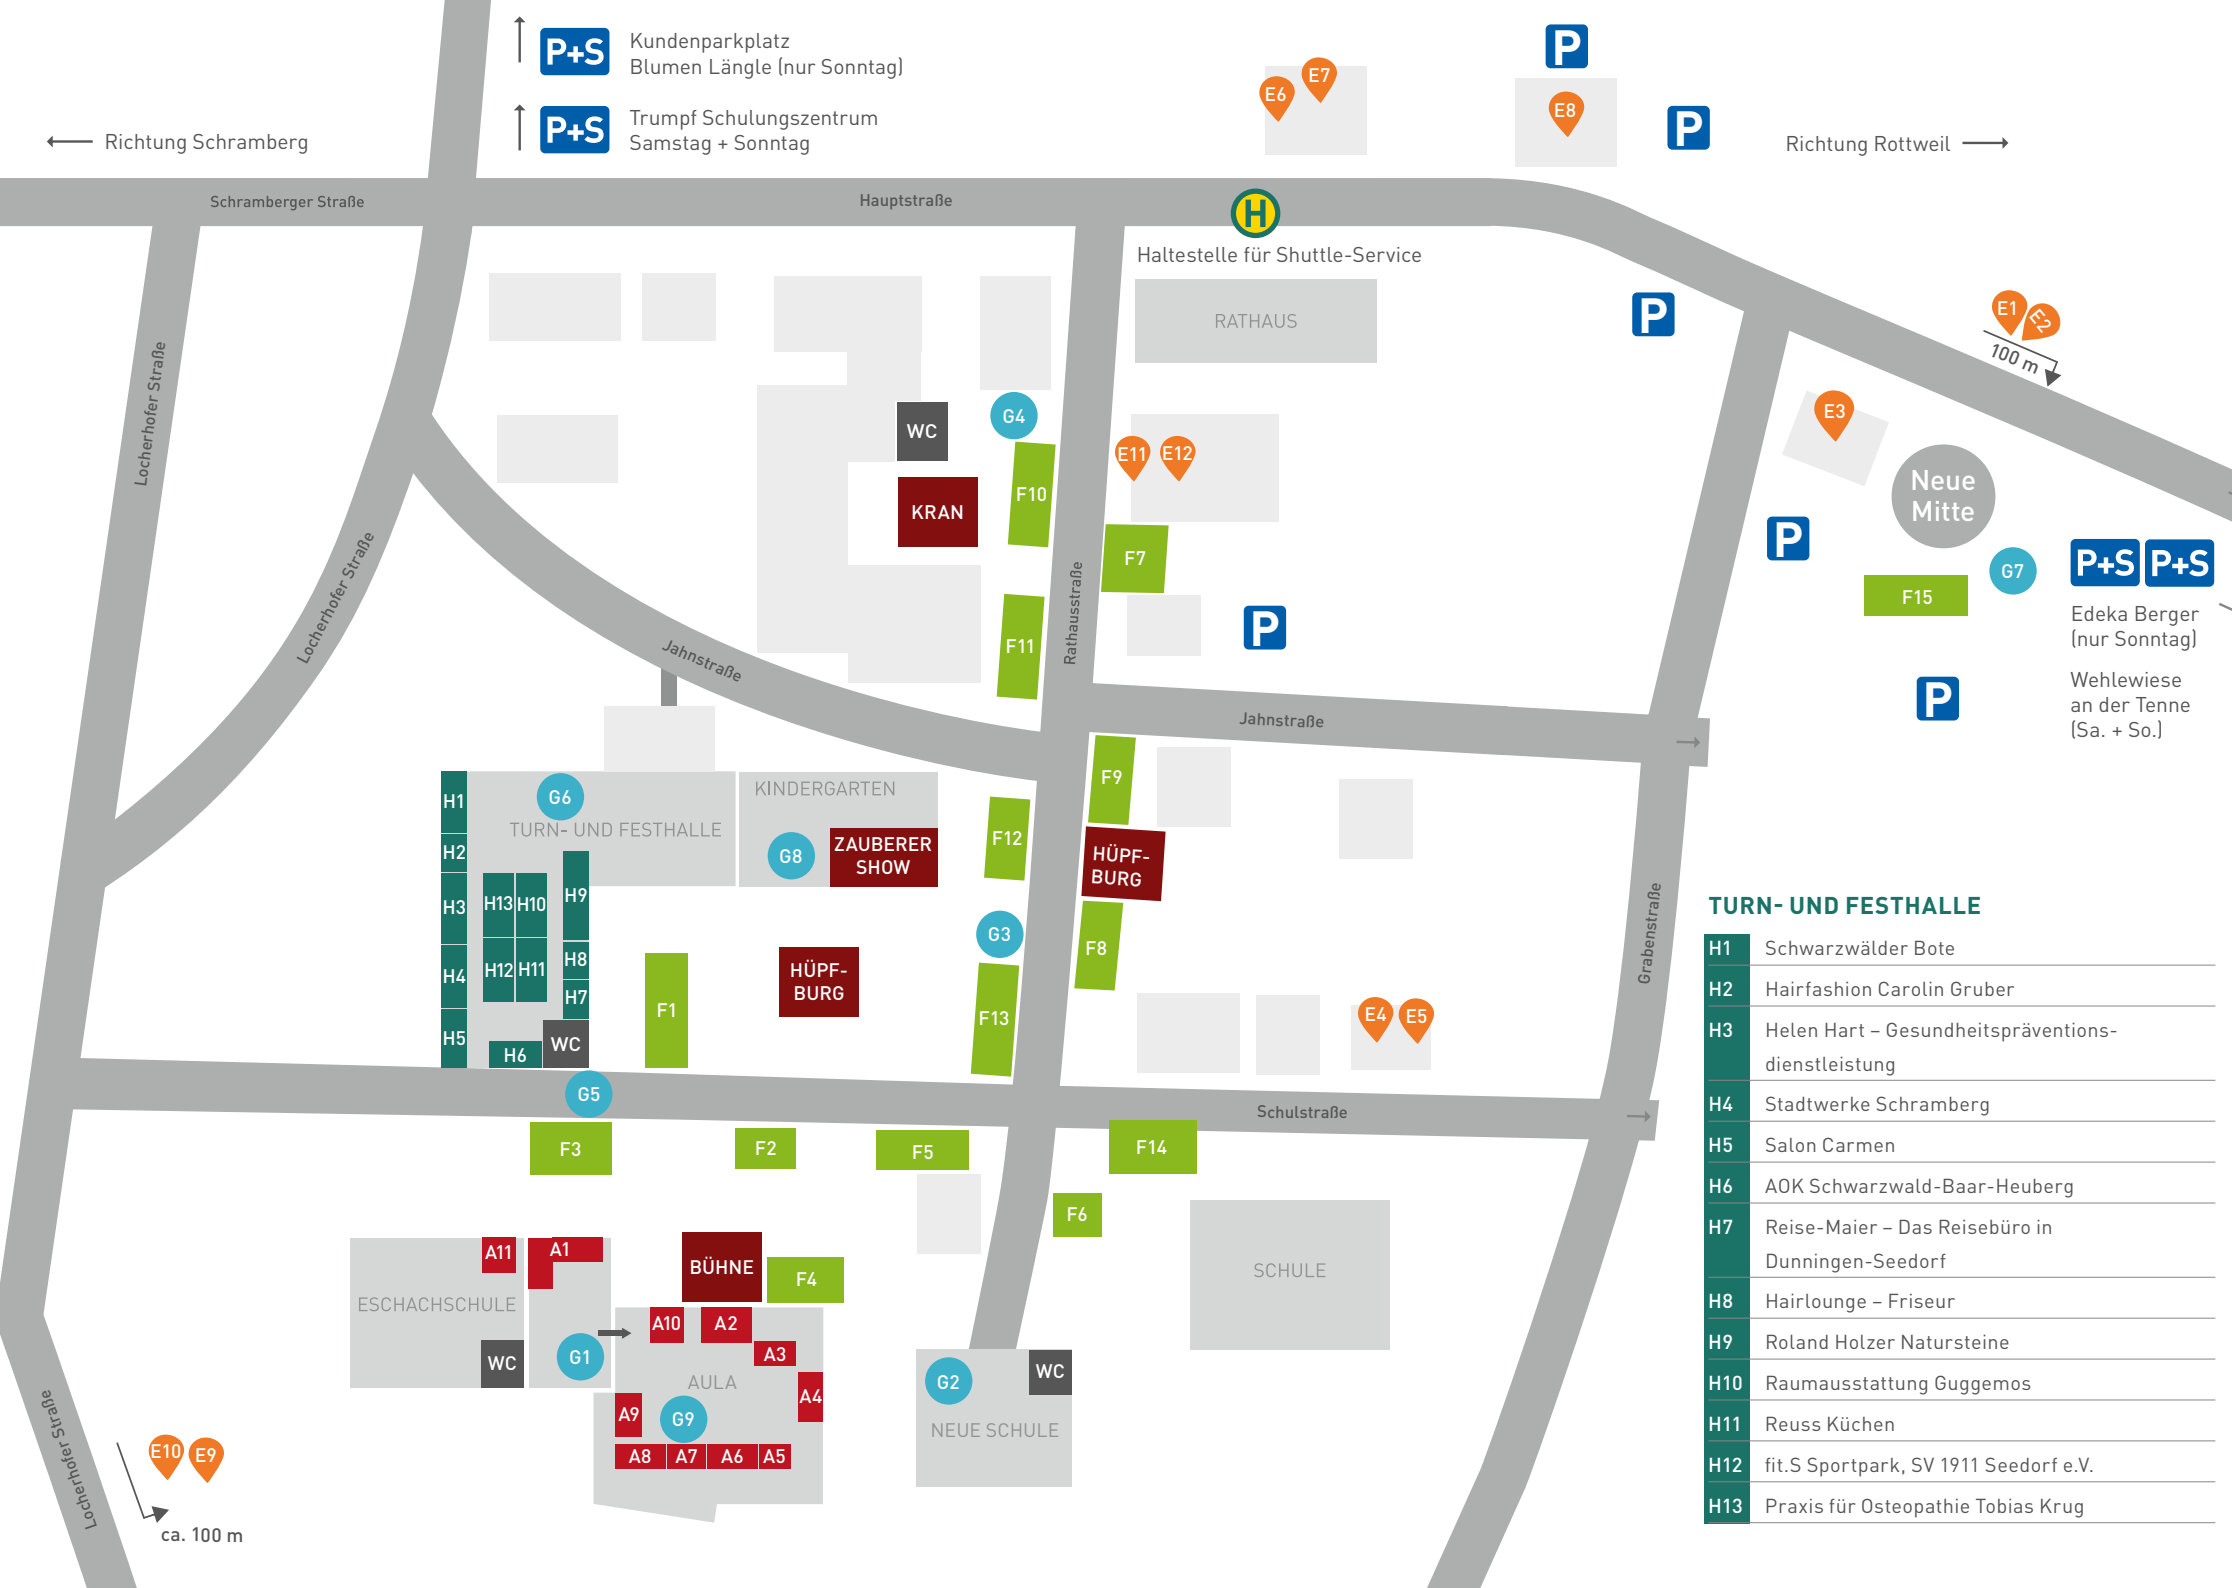 P+S
Kundenparkplatz
Blumen Längle (nur Sonntag)
P+S
Trumpf Schulungszentrum
Samstag + Sonntag
Richtung Schramberg
Richtung Rottweil
E6
E7
P
E8
P
Schramberger Straße
Hauptstraße
H
Haltestelle für Shuttle-Service
RATHAUS
P
E1
E2
100 m
Locherhofer Straße
Locherhofer Straße
WC
G4
KRAN
F10
E11
E12
F7
F11
Rathausstraße
P
E3
Neue
Mitte
P
G7
F15
P+S
P+S
Edeka Berger
(nur Sonntag)
Wehlewiese
an der Tenne
(Sa. + So.)
P
Jahnstraße
Jahnstraße
H1
H2
H3
H4
H5
G6
TURN- UND FESTHALLE
H13
H10
H12
H11
H9
H8
H7
H6
WC
KINDERGARTEN
G8
ZAUBERER
SHOW
F12
F9
HÜPF-
BURG
G3
F8
F1
HÜPF-
BURG
F13
E4
E5
Grabenstraße
G5
Schulstraße
F3
F2
F5
F14
F6
A11
A1
ESCHACHSCHULE
WC
G1
BÜHNE
F4
A10
A2
A3
AULA
A4
A9
G9
A8
A7
A6
A5
G2
WC
NEUE SCHULE
SCHULE
Locherhofer Straße
E10
E9
ca. 100 m
TURN- UND FESTHALLE
H1 Schwarzwälder Bote
H2 Hairfashion Carolin Gruber
H3 Helen Hart – Gesundheitspräventions-
dienstleistung
H4 Stadtwerke Schramberg
H5 Salon Carmen
H6 AOK Schwarzwald-Baar-Heuberg
H7 Reise-Maier – Das Reisebüro in
Dunningen-Seedorf
H8 Hairlounge – Friseur
H9 Roland Holzer Natursteine
H10 Raumausstattung Guggemos
H11 Reuss Küchen
H12 fit.S Sportpark, SV 1911 Seedorf e.V.
H13 Praxis für Osteopathie Tobias Krug